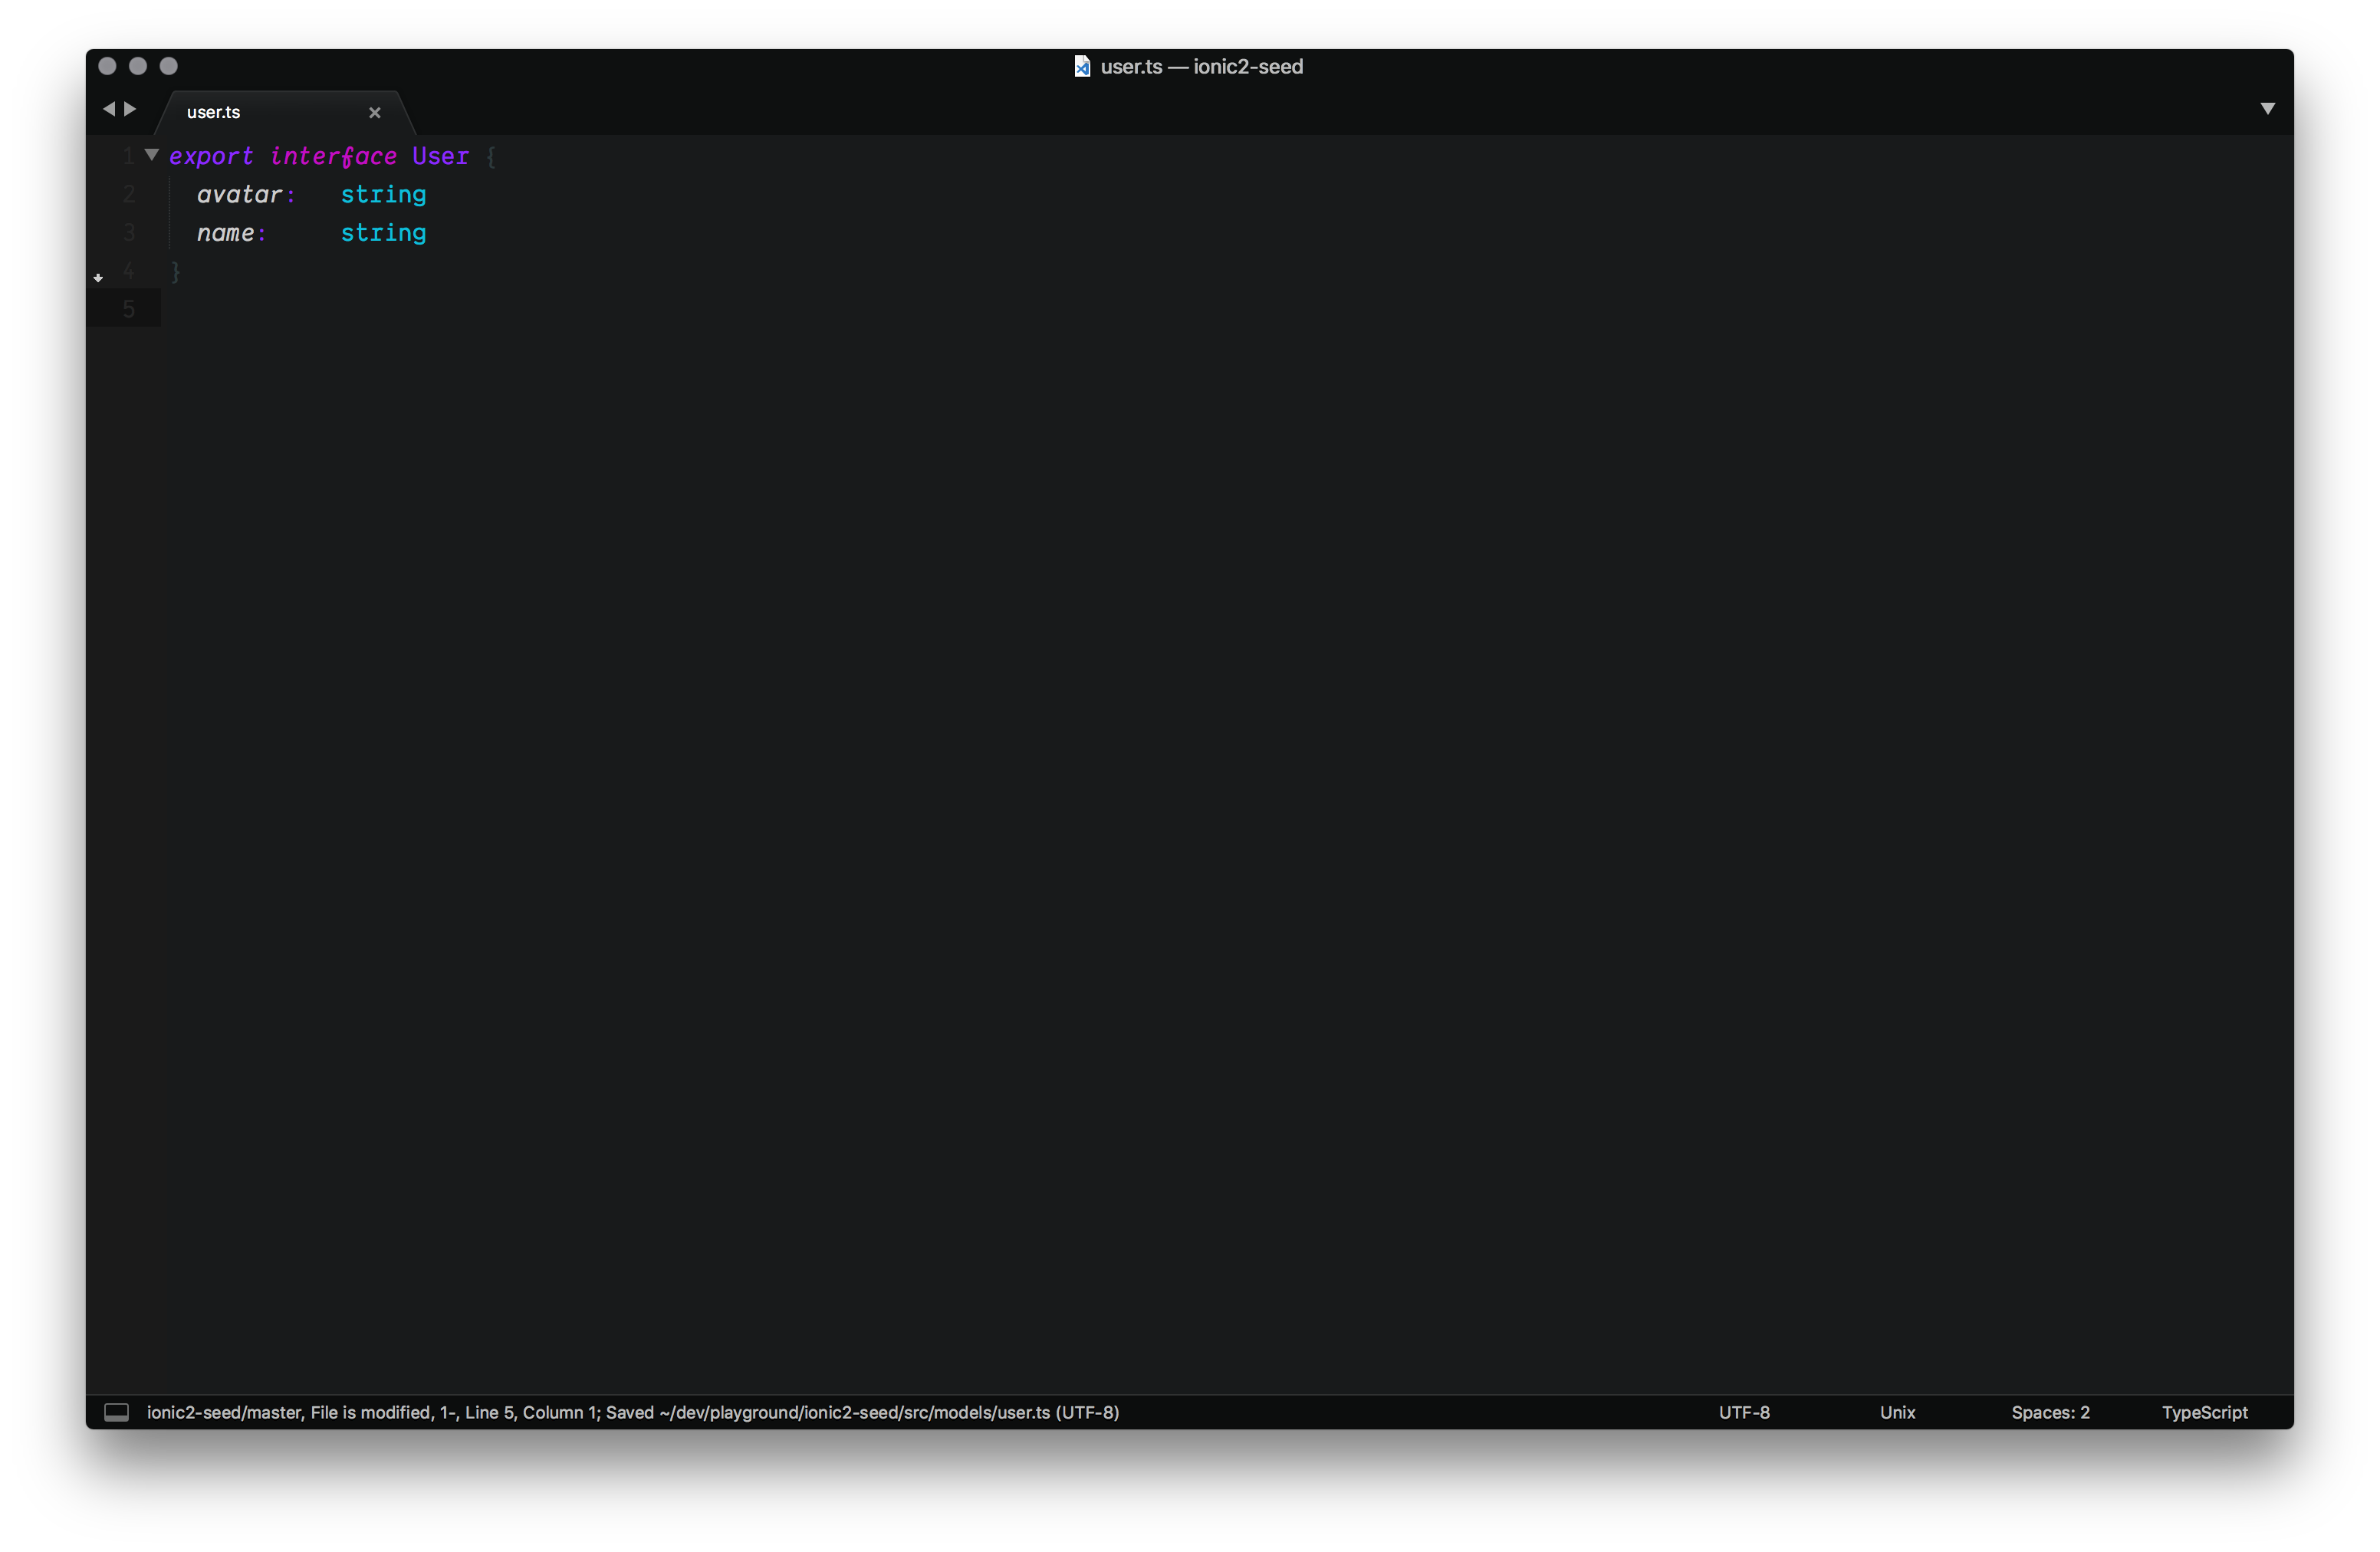 user.ts — ionic2-seed
user.ts
1 export interface User {
2 avatar:   string
3 name:     string
4 }
5
ionic2-seed/master, File is modified, 1-, Line 5, Column 1; Saved ~/dev/playground/ionic2-seed/src/models/user.ts (UTF-8) UTF-8 Unix Spaces: 2 TypeScript